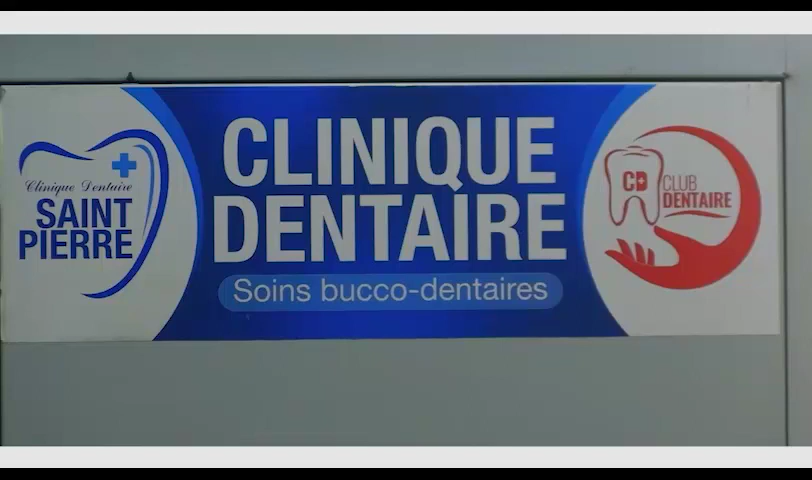 Clinique Dentaire
SAINT
PIERRE
CLINIQUE
DENTAIRE
Soins bucco-dentaires
CD
CLUB
DENTAIRE